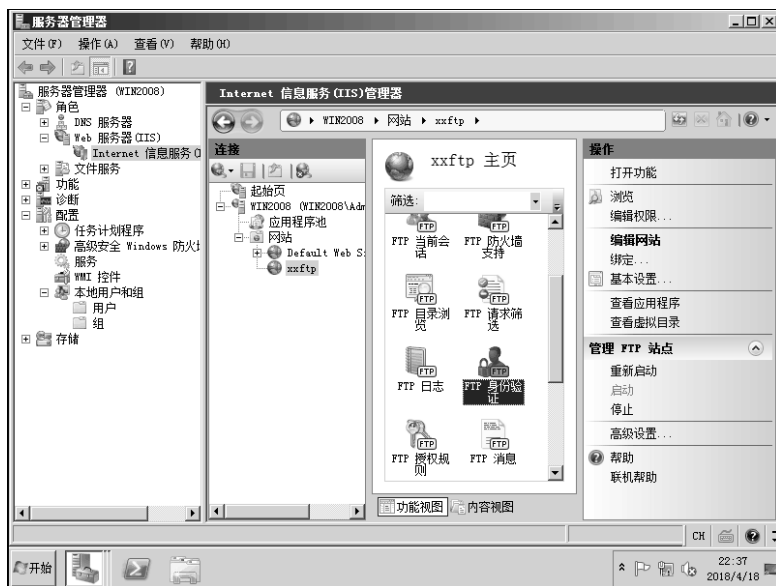 服务器管理器
文件(F) 操作(A) 查看(V) 帮助(H)
服务器管理器 (WIN2008)
角色
DNS 服务器
Web 服务器(IIS)
Internet 信息服务(I
文件服务
功能
诊断
配置
任务计划程序
高级安全 Windows 防火墙
服务
WMI 控件
本地用户和组
用户
组
存储
Internet 信息服务(IIS)管理器
WIN2008 网站 xxftp
连接
起始页
WIN2008 (WIN2008\Adm
应用程序池
网站
Default Web S
xxftp
xxftp 主页
筛选:
FTP 当前会话
FTP 防火墙支持
FTP 目录浏览
FTP 请求筛选
FTP 日志
FTP 身份验证
FTP 授权规则
FTP 消息
功能视图 内容视图
操作
打开功能
浏览
编辑权限...
编辑网站
绑定...
基本设置...
查看应用程序
查看虚拟目录
管理 FTP 站点
重新启动
启动
停止
高级设置...
帮助
联机帮助
CH
开始
22:37
2018/4/18